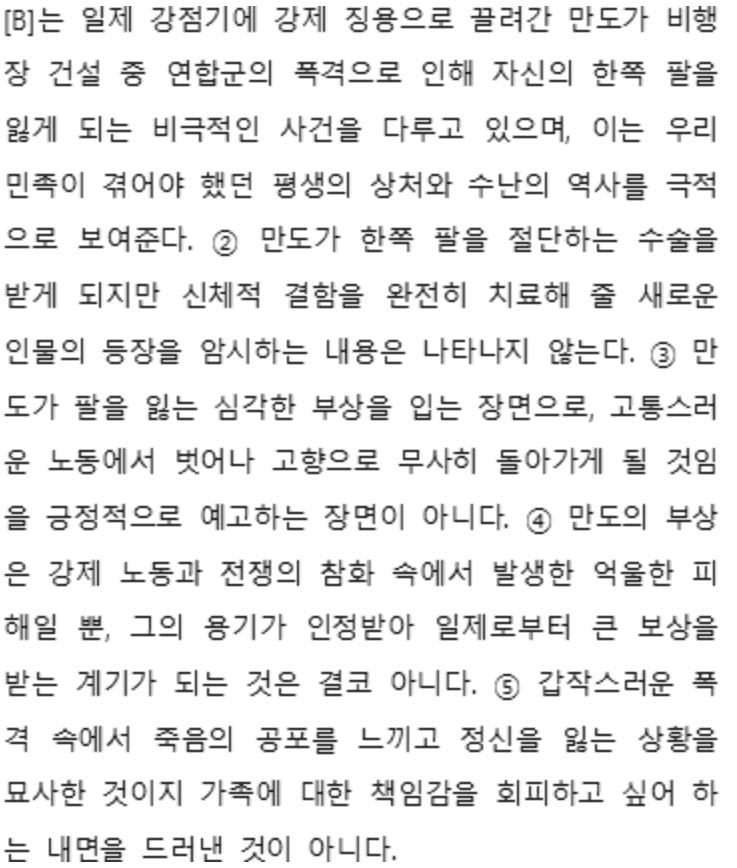 [B]는 일제 강점기에 강제 징용으로 끌려간 만도가 비행
장 건설 중 연합군의 폭격으로 인해 자신의 한쪽 팔을
잃게 되는 비극적인 사건을 다루고 있으며, 이는 우리
민족이 겪어야 했던 평생의 상처와 수난의 역사를 극적
으로 보여준다. ② 만도가 한쪽 팔을 절단하는 수술을
받게 되지만 신체적 결함을 완전히 치료해 줄 새로운
인물의 등장을 암시하는 내용은 나타나지 않는다. ③ 만
도가 팔을 잃는 심각한 부상을 입는 장면으로, 고통스러
운 노동에서 벗어나 고향으로 무사히 돌아가게 될 것임
을 긍정적으로 예고하는 장면이 아니다. ④ 만도의 부상
은 강제 노동과 전쟁의 참화 속에서 발생한 억울한 피
해일 뿐, 그의 용기가 인정받아 일제로부터 큰 보상을
받는 계기가 되는 것은 결코 아니다. ⑤ 갑작스러운 폭
격 속에서 죽음의 공포를 느끼고 정신을 잃는 상황을
묘사한 것이지 가족에 대한 책임감을 회피하고 싶어 하
는 내면을 드러낸 것이 아니다.